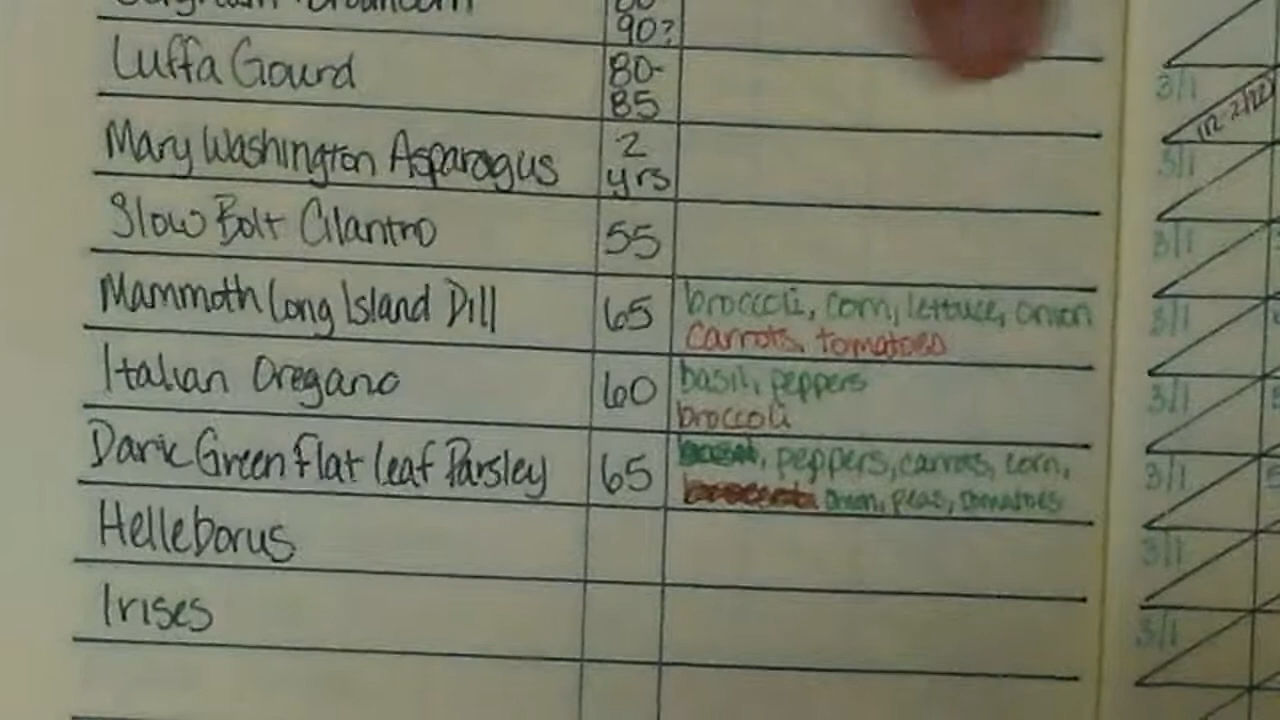 90?
Luffa Gourd 80-
85
Mary Washington Asparagus 2
yrs
Slow Bolt Cilantro 55
Mammoth Long Island Dill 65 broccoli, corn, lettuce, onion
carrots, tomatoes
Italian Oregano 60 basil, peppers
broccoli
Dark Green Flat Leaf Parsley 65 peppers, carrots, corn,
onion, peas, tomatoes
Helleborus
Irises
3/1
3/1
3/1
3/1
3/1
3/1
3/1
3/1